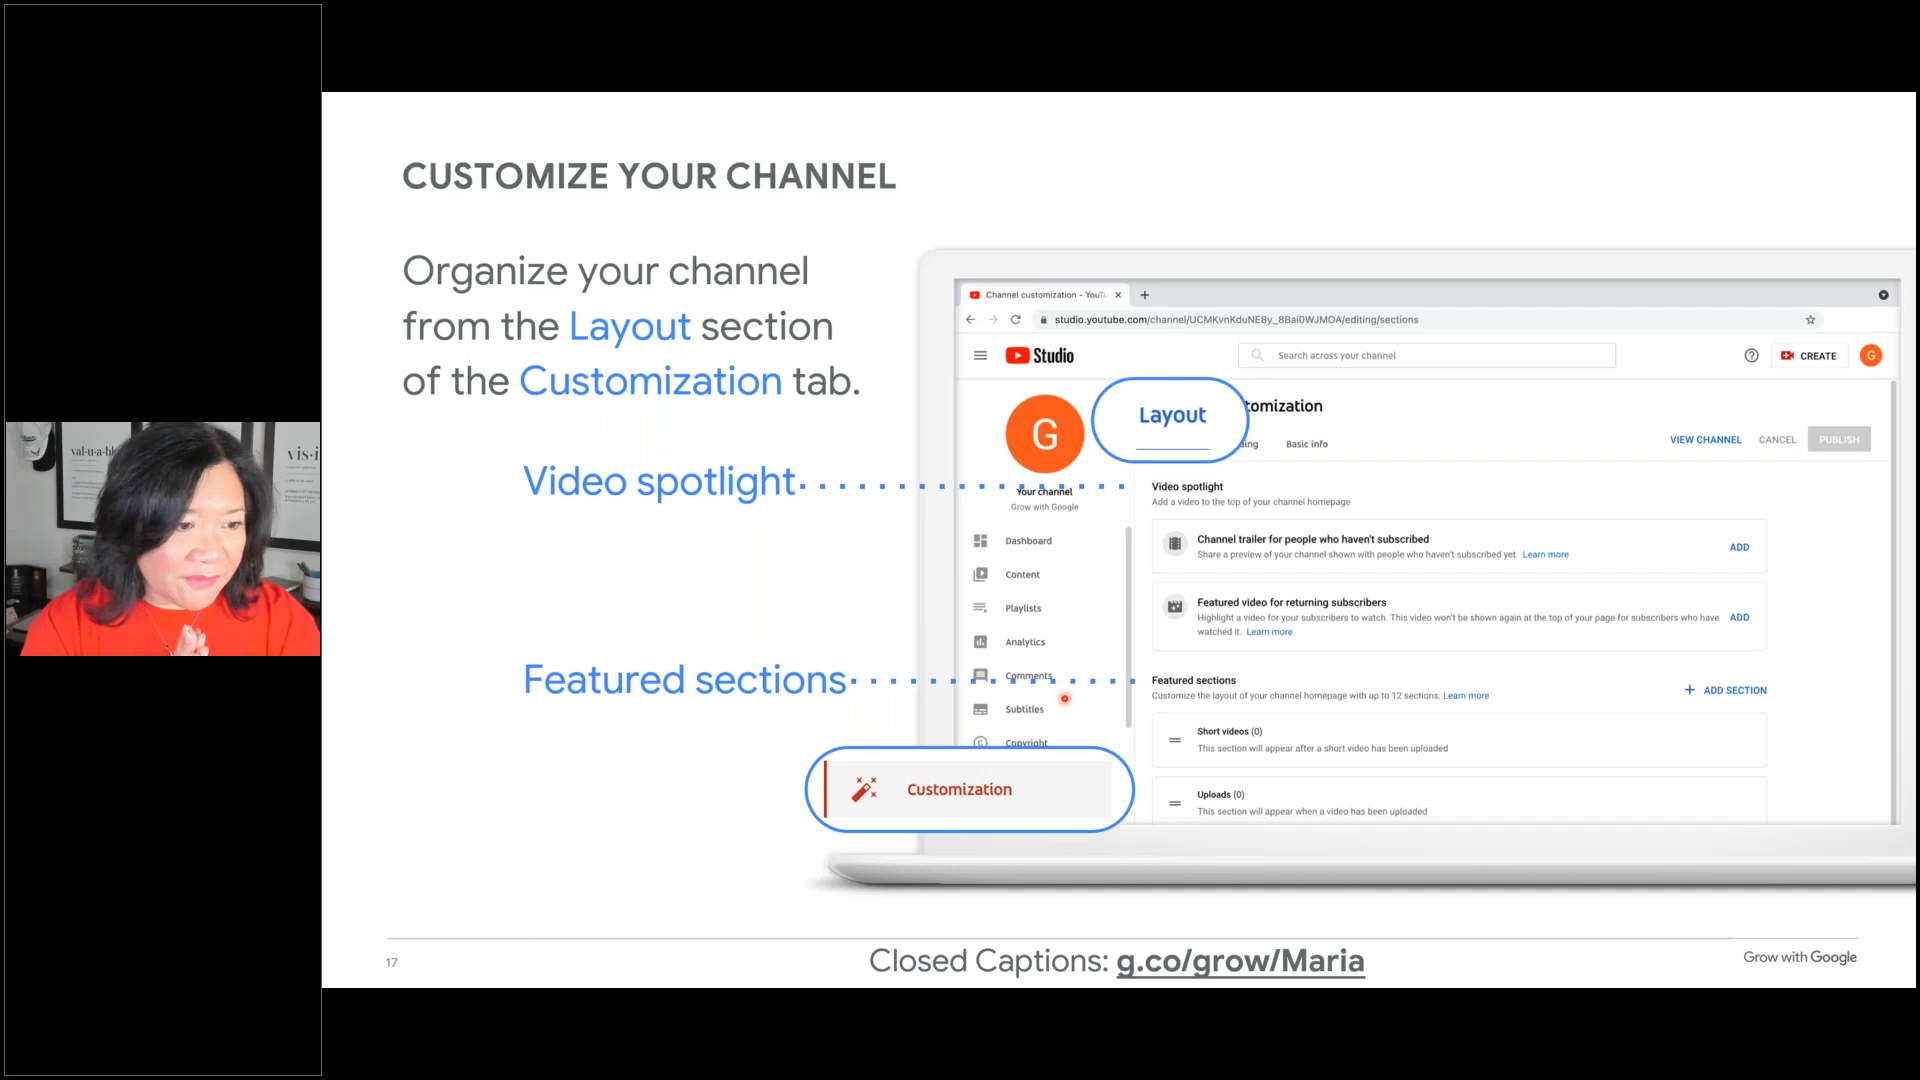 CUSTOMIZE YOUR CHANNEL
Organize your channel
from the Layout section
of the Customization tab.
Video spotlight
Featured sections
Channel customization - YouTu
studio.youtube.com/channel/UCMKvnKduNE8y_8Bai0WJMOA/editing/sections
Studio
Search across your channel
CREATE
G
G
Layout
tomization
ing
Basic info
VIEW CHANNEL
CANCEL
PUBLISH
Your channel
Grow with Google
Dashboard
Content
Playlists
Analytics
Comments
Subtitles
Copyright
Customization
Video spotlight
Add a video to the top of your channel homepage
Channel trailer for people who haven't subscribed
Share a preview of your channel shown with people who haven't subscribed yet. Learn more
ADD
Featured video for returning subscribers
Highlight a video for your subscribers to watch. This video won't be shown again at the top of your page for subscribers who have
watched it. Learn more
ADD
Featured sections
Customize the layout of your channel homepage with up to 12 sections. Learn more
+ ADD SECTION
Short videos (0)
This section will appear after a short video has been uploaded
Uploads (0)
This section will appear when a video has been uploaded
val·u·abl
vis·i
17
Closed Captions: g.co/grow/Maria
Grow with Google